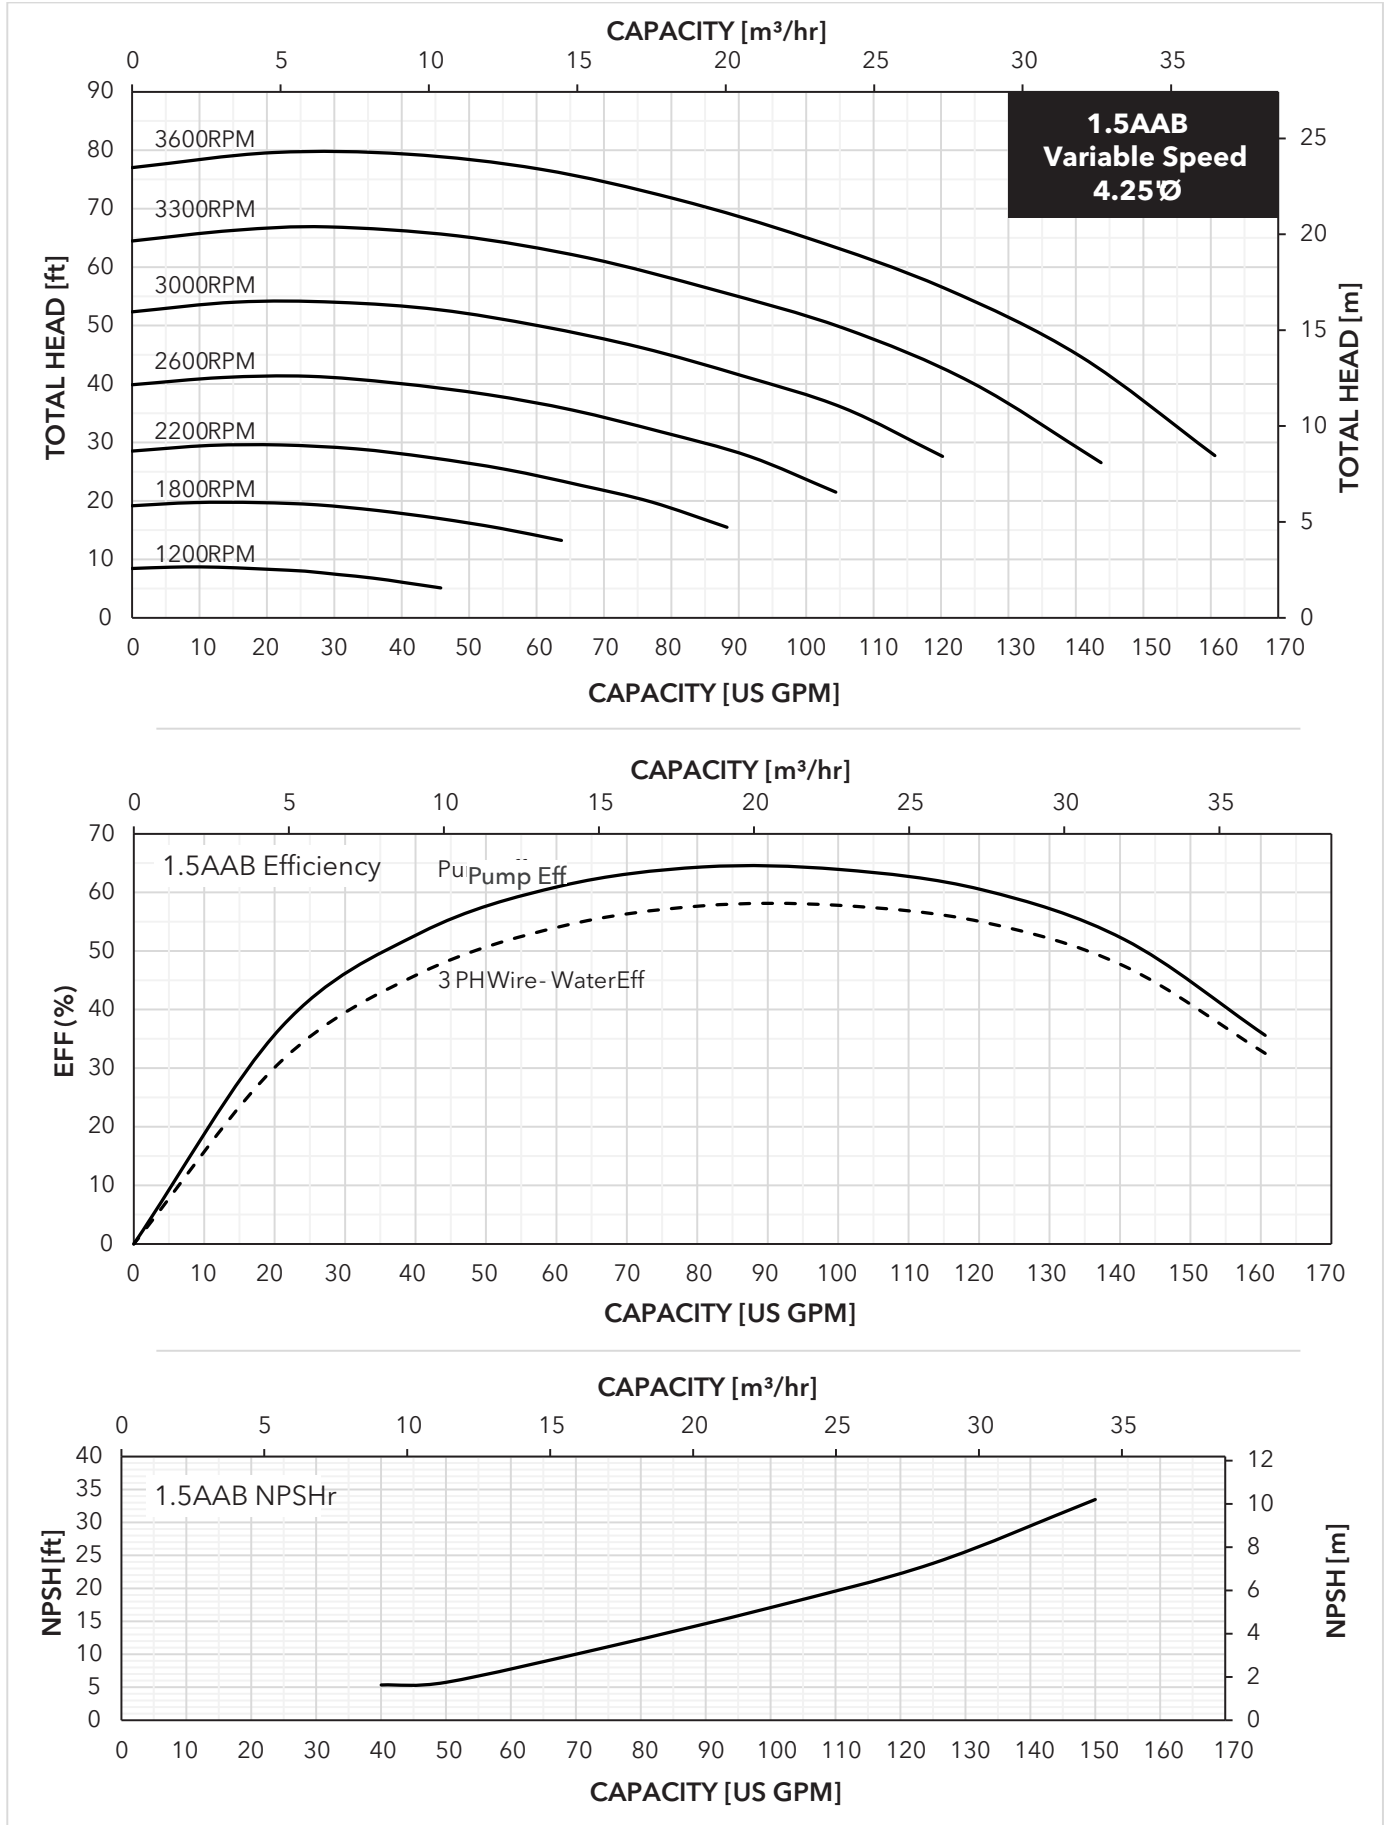 CAPACITY [m³/hr]
0 5 10 15 20 25 30 35
90
80
70
60
50
40
30
20
10
0
TOTAL HEAD [ft]
3600RPM
3300RPM
3000RPM
2600RPM
2200RPM
1800RPM
1200RPM
1.5AAB
Variable Speed
4.25"Ø
25
20
15
10
5
0
TOTAL HEAD [m]
0 10 20 30 40 50 60 70 80 90 100 110 120 130 140 150 160 170
CAPACITY [US GPM]
CAPACITY [m³/hr]
0 5 10 15 20 25 30 35
70
60
50
40
30
20
10
0
EFF (%)
1.5AAB Efficiency
Pump Eff
3 PH Wire - Water Eff
0 10 20 30 40 50 60 70 80 90 100 110 120 130 140 150 160 170
CAPACITY [US GPM]
CAPACITY [m³/hr]
0 5 10 15 20 25 30 35
40
35
30
25
20
15
10
5
0
NPSH [ft]
1.5AAB NPSHr
12
10
8
6
4
2
0
NPSH [m]
0 10 20 30 40 50 60 70 80 90 100 110 120 130 140 150 160 170
CAPACITY [US GPM]